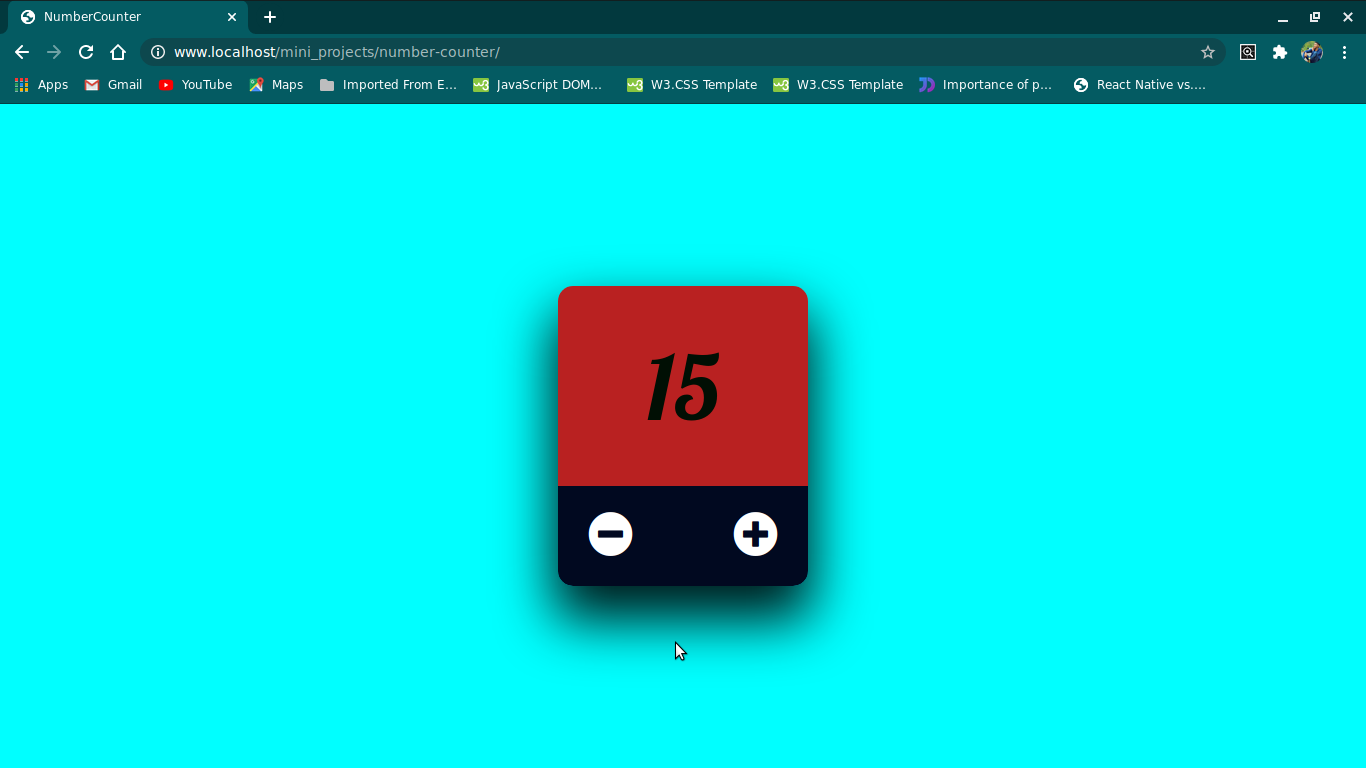 NumberCounter
www.localhost/mini_projects/number-counter/
Apps Gmail YouTube Maps Imported From E... JavaScript DOM... W3.CSS Template W3.CSS Template Importance of p... React Native vs....
15